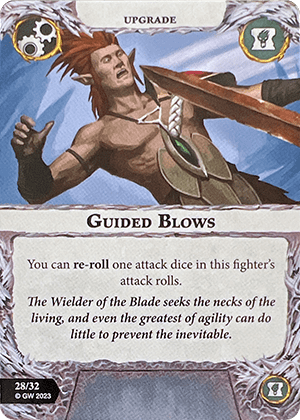 UPGRADE
GUIDED BLOWS
You can re-roll one attack dice in this fighter's
attack rolls.
The Wielder of the Blade seeks the necks of the
living, and even the greatest of agility can do
little to prevent the inevitable.
28/32
© GW 2023